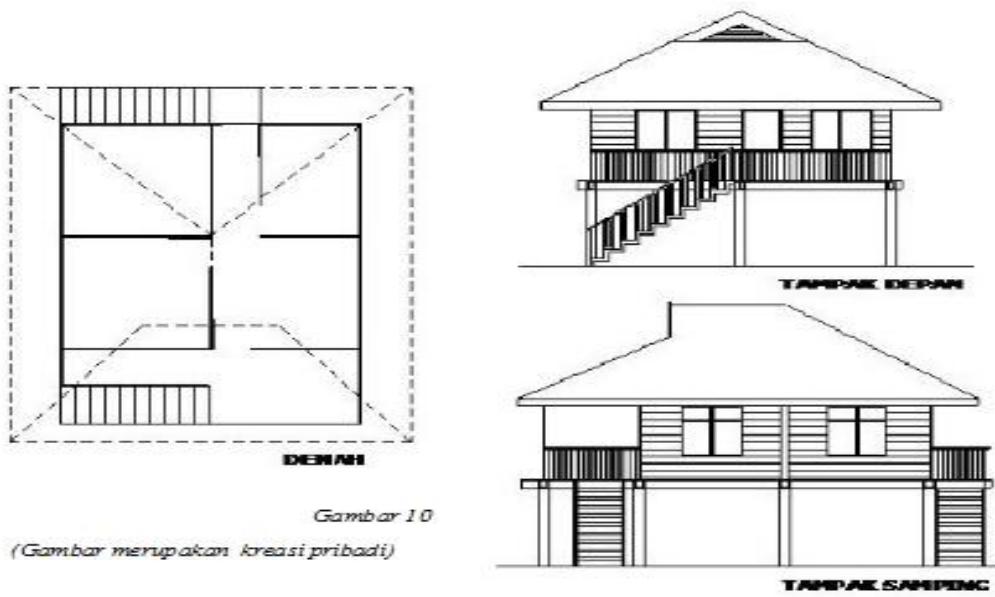 DENAH
Gambar 10
(Gambar merupakan kreasi pribadi)
TAMPAK DEPAN
TAMPAK SAMPING